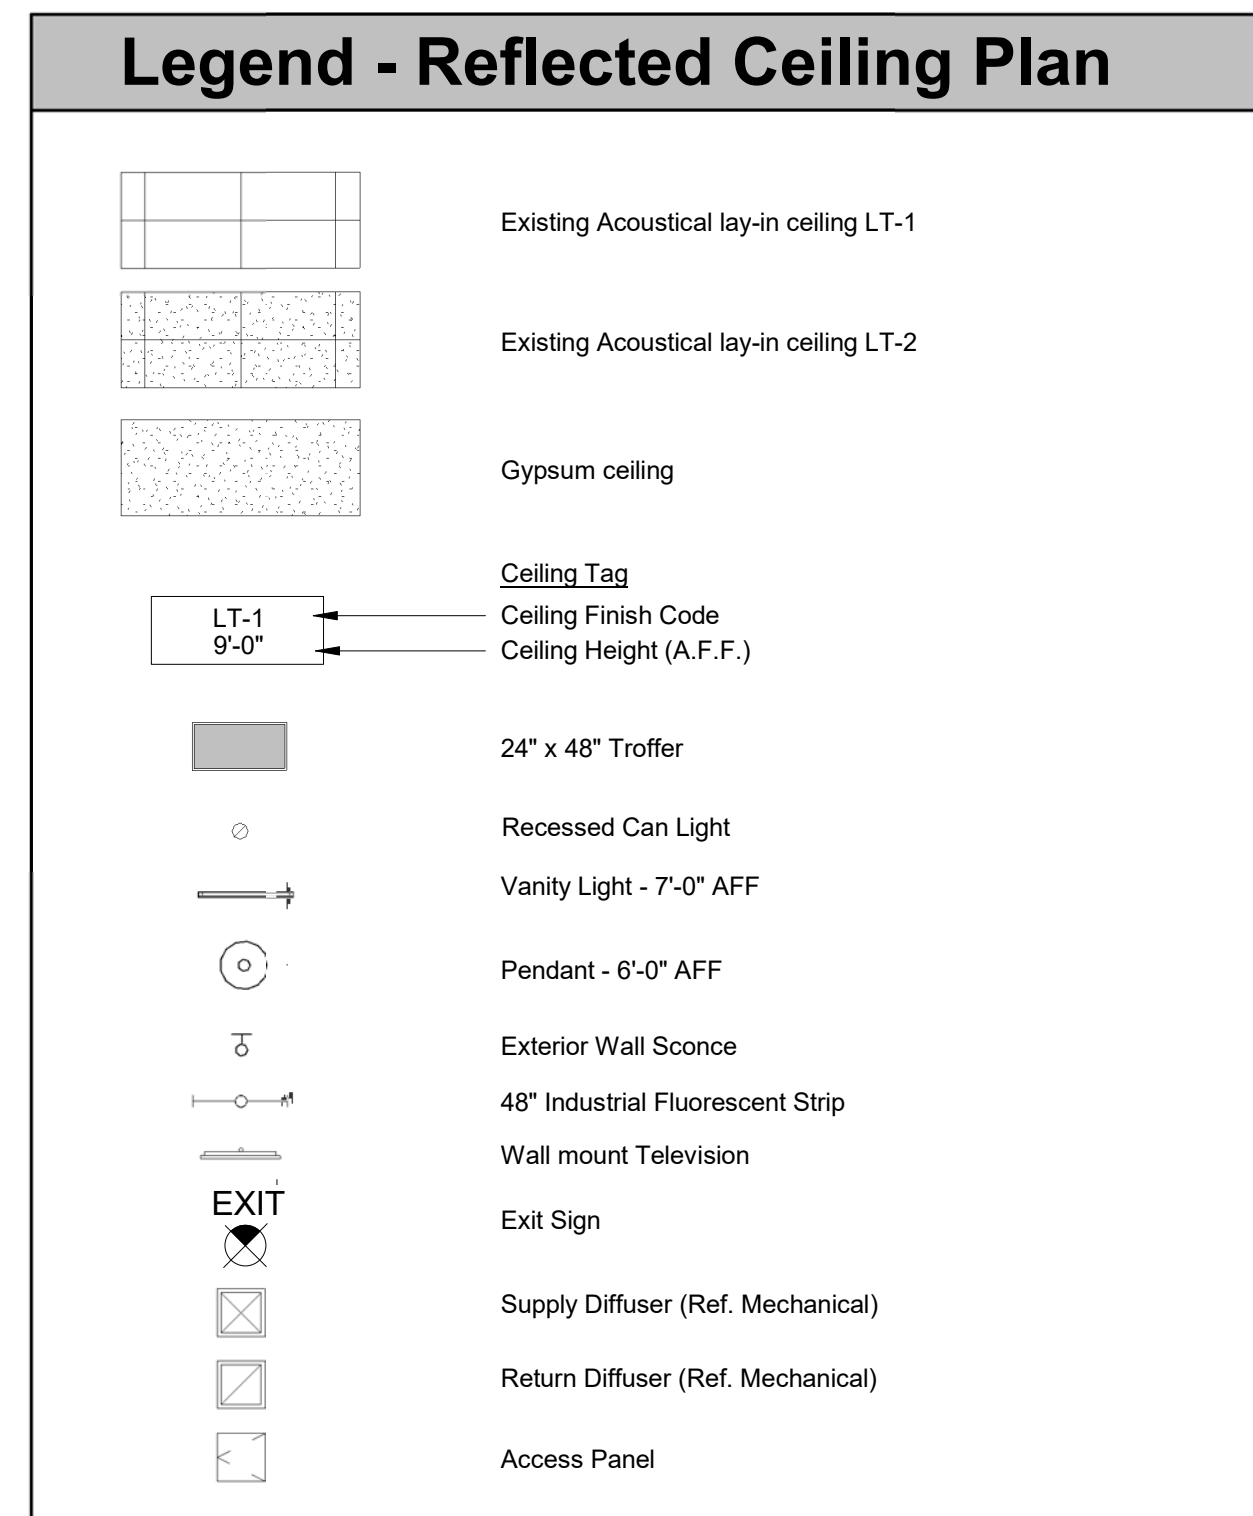 Legend - Reflected Ceiling Plan
Existing Acoustical lay-in ceiling LT-1
Existing Acoustical lay-in ceiling LT-2
Gypsum ceiling
Ceiling Tag
LT-1
Ceiling Finish Code
9'-0"
Ceiling Height (A.F.F.)
24" x 48" Troffer
Recessed Can Light
Vanity Light - 7'-0" AFF
Pendant - 6'-0" AFF
Exterior Wall Sconce
48" Industrial Fluorescent Strip
Wall mount Television
EXIT
Exit Sign
Supply Diffuser (Ref. Mechanical)
Return Diffuser (Ref. Mechanical)
Access Panel